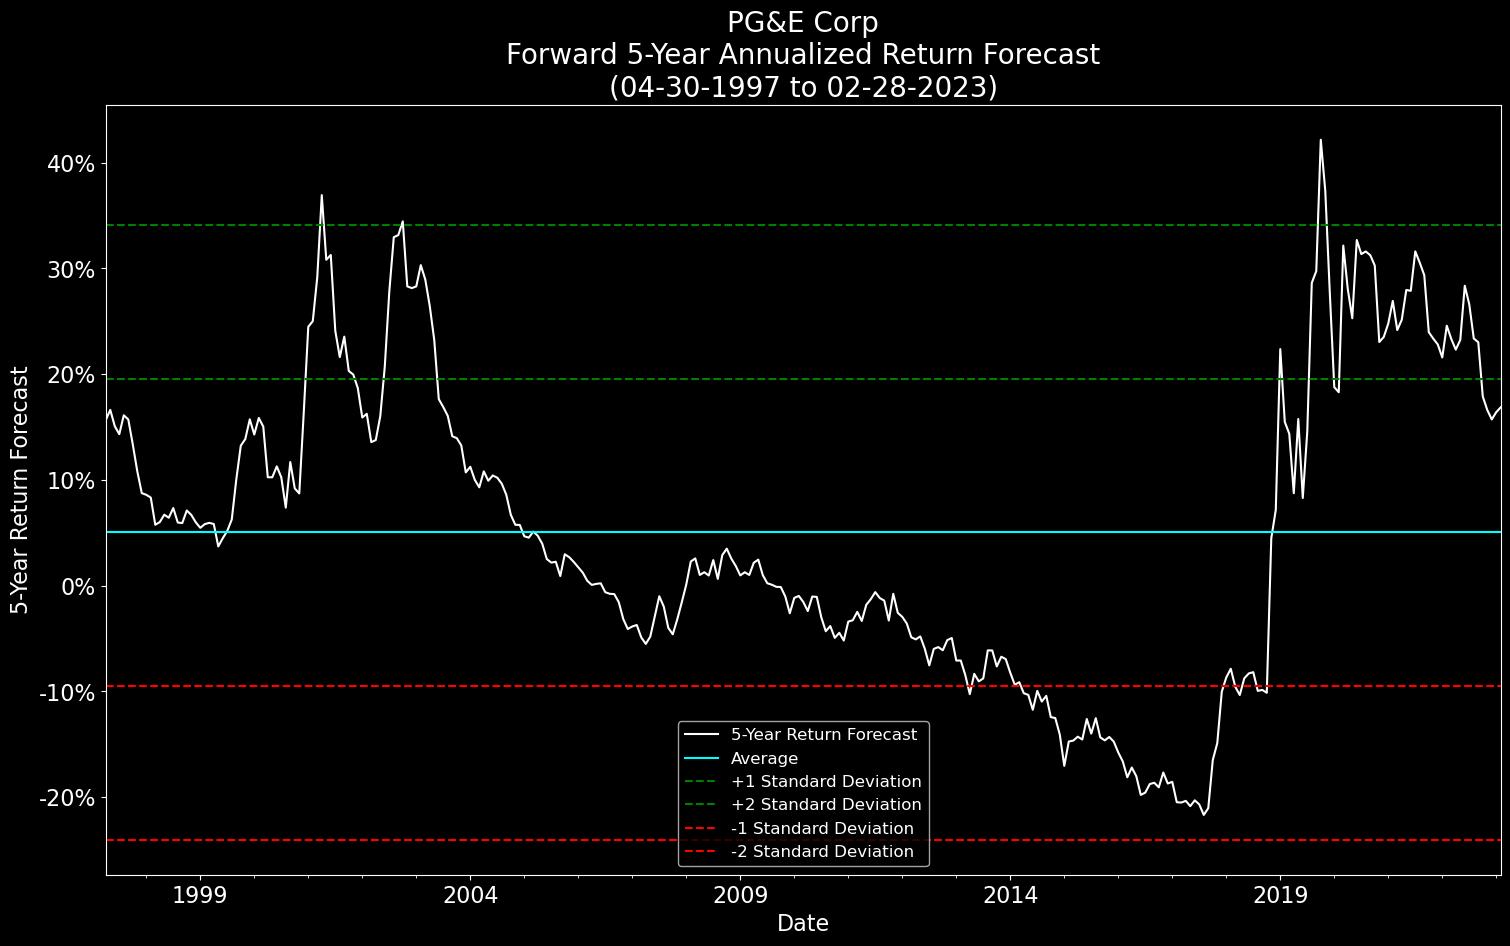 PG&E Corp
Forward 5-Year Annualized Return Forecast
(04-30-1997 to 02-28-2023)
5-Year Return Forecast
40%
30%
20%
10%
0%
-10%
-20%
5-Year Return Forecast
Average
+1 Standard Deviation
+2 Standard Deviation
-1 Standard Deviation
-2 Standard Deviation
1999
2004
2009
2014
2019
Date